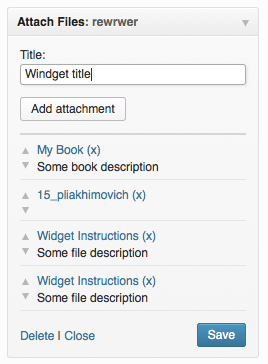 Attach Files: rewrwer
Title:
Windget title
Add attachment
My Book (x)
Some book description
15_pliakhimovich (x)
Widget Instructions (x)
Some file description
Widget Instructions (x)
Some file description
Delete | Close
Save